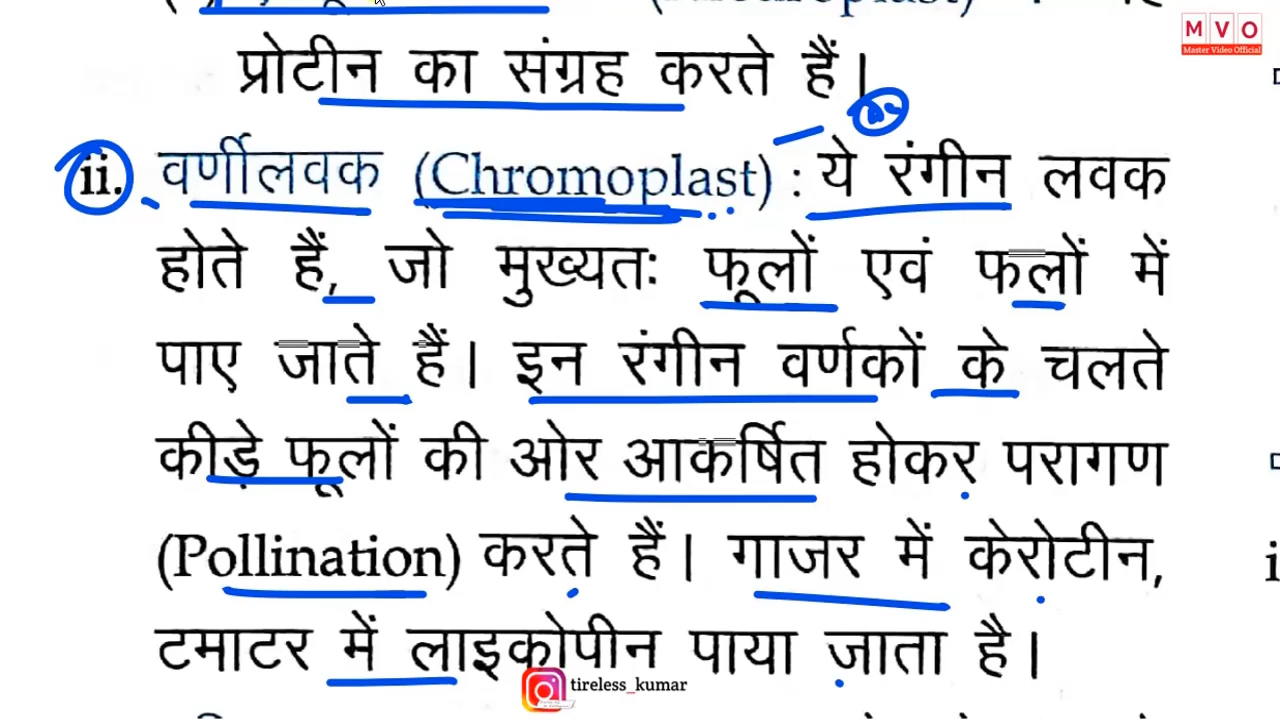 प्रोटीन का संग्रह करते हैं।
ii. वर्णीलवक (Chromoplast) : ये रंगीन लवक
होते हैं, जो मुख्यतः फूलों एवं फलों में
पाए जाते हैं। इन रंगीन वर्णकों के चलते
कीड़े फूलों की ओर आकर्षित होकर परागण
(Pollination) करते हैं। गाजर में केरोटीन,
टमाटर में लाइकोपीन पाया जाता है।
MVO
Master Video Official
tireless_kumar